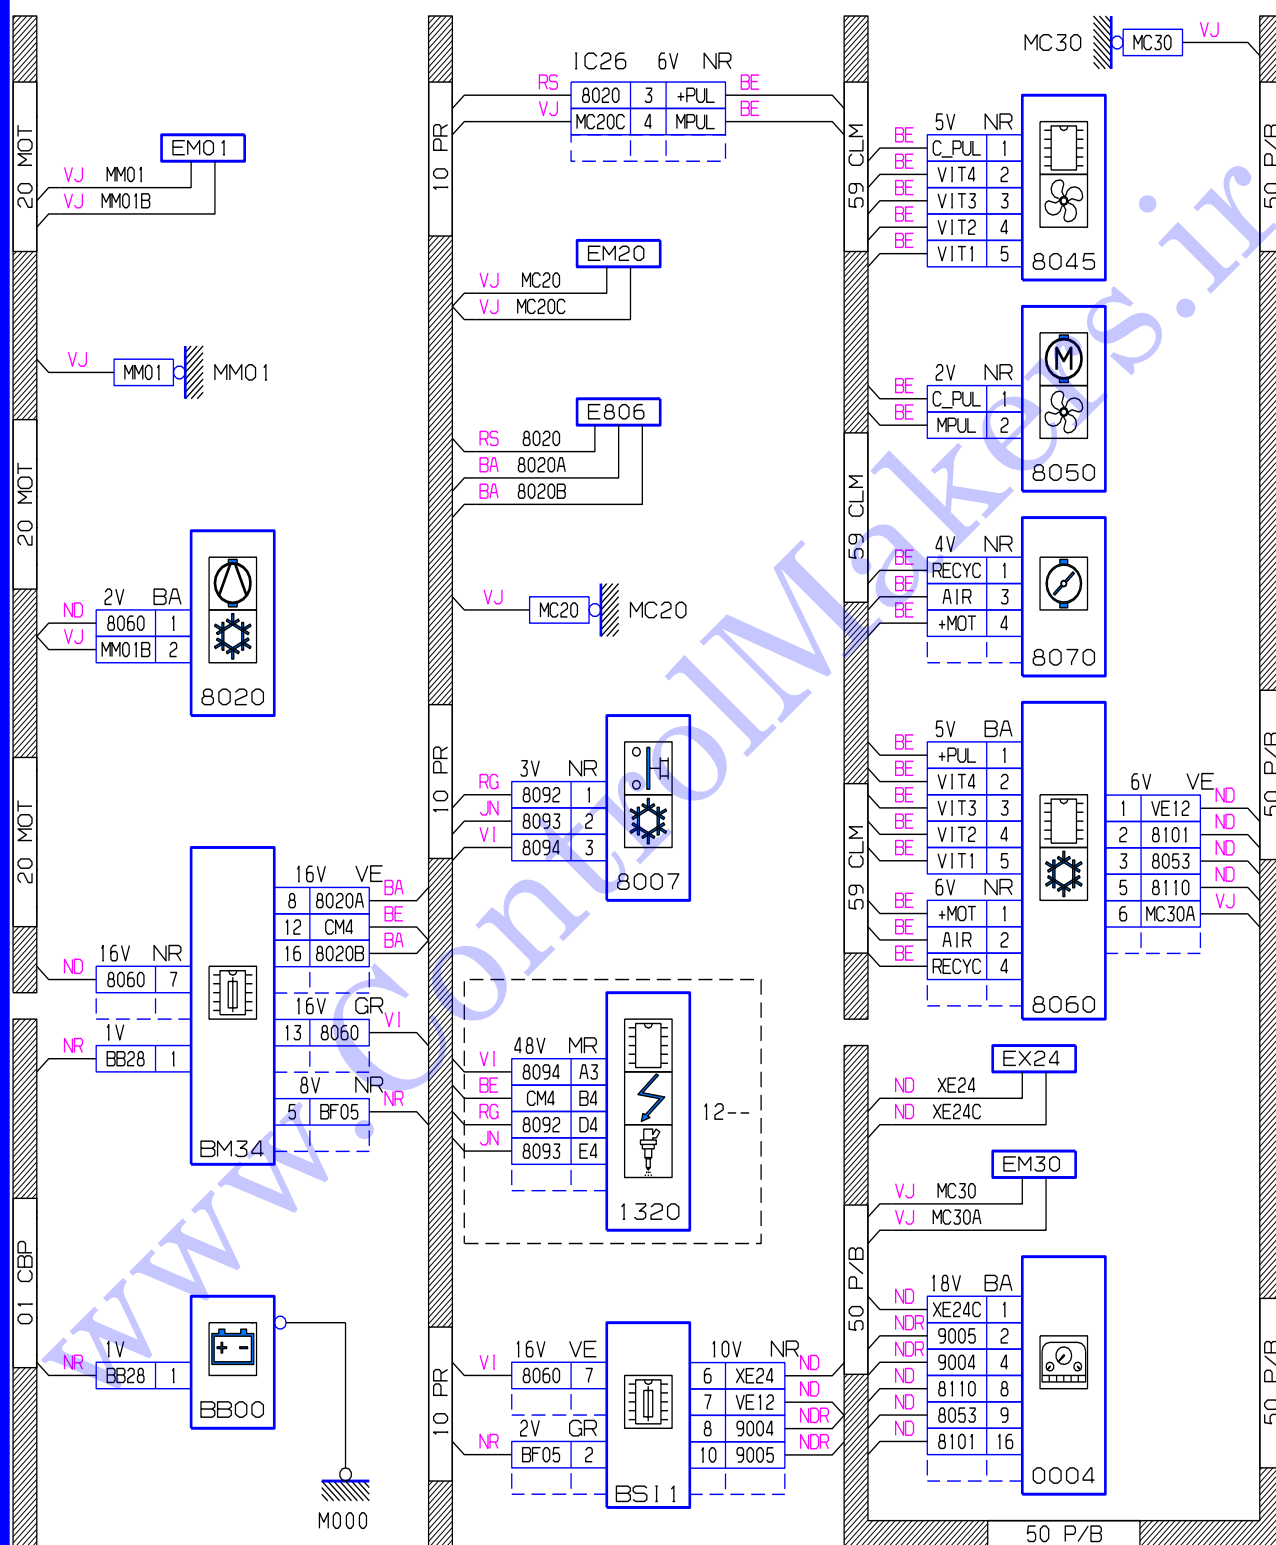 20 MOT
EM01
VJ MM01
VJ MM01B
VJ
MM01
MM01
20 MOT
2V BA
ND 8060 1
VJ MM01B 2
8020
20 MOT
16V VE
8 8020A BA
12 CM4 BE
16 8020B BA
16V NR
ND 8060 7
16V GR
13 8060 VI
1V
NR BB28 1
8V NR
5 BF05 NR
BM34
01 CBP
1V
NR BB28 1
BB00
M000
10 PR
IC26 6V NR
RS 8020 3 +PUL BE
VJ MC20C 4 MPUL BE
EM20
VJ MC20
VJ MC20C
E806
RS 8020
BA 8020A
BA 8020B
VJ
MC20
MC20
10 PR
3V NR
RG 8092 1
JN 8093 2
VI 8094 3
8007
48V MR
VI 8094 A3
BE CM4 B4
RG 8092 D4
JN 8093 E4
1320
12--
10 PR
16V VE
VI 8060 7
2V GR
NR BF05 2
10V NR
6 XE24 ND
7 VE12 ND
8 9004 NDR
10 9005 NDR
BSI1
MC30
MC30
VJ
59 CLM
5V NR
BE C_PUL 1
BE VIT4 2
BE VIT3 3
BE VIT2 4
BE VIT1 5
8045
50 P/B
2V NR
BE C_PUL 1
BE MPUL 2
8050
59 CLM
4V NR
BE RECYC 1
BE AIR 3
BE +MOT 4
8070
5V BA
BE +PUL 1
BE VIT4 2
BE VIT3 3
BE VIT2 4
BE VIT1 5
59 CLM
6V NR
BE +MOT 1
BE AIR 2
BE RECYC 4
8060
6V VE
1 VE12 ND
2 8101 ND
3 8053 ND
5 8110 ND
6 MC30A VJ
50 P/B
EX24
ND XE24
ND XE24C
EM30
VJ MC30
VJ MC30A
50 P/B
18V BA
ND XE24C 1
NDR 9005 2
NDR 9004 4
ND 8110 8
ND 8053 9
ND 8101 16
0004
50 P/B
50 P/B
www.ControlMakers.ir